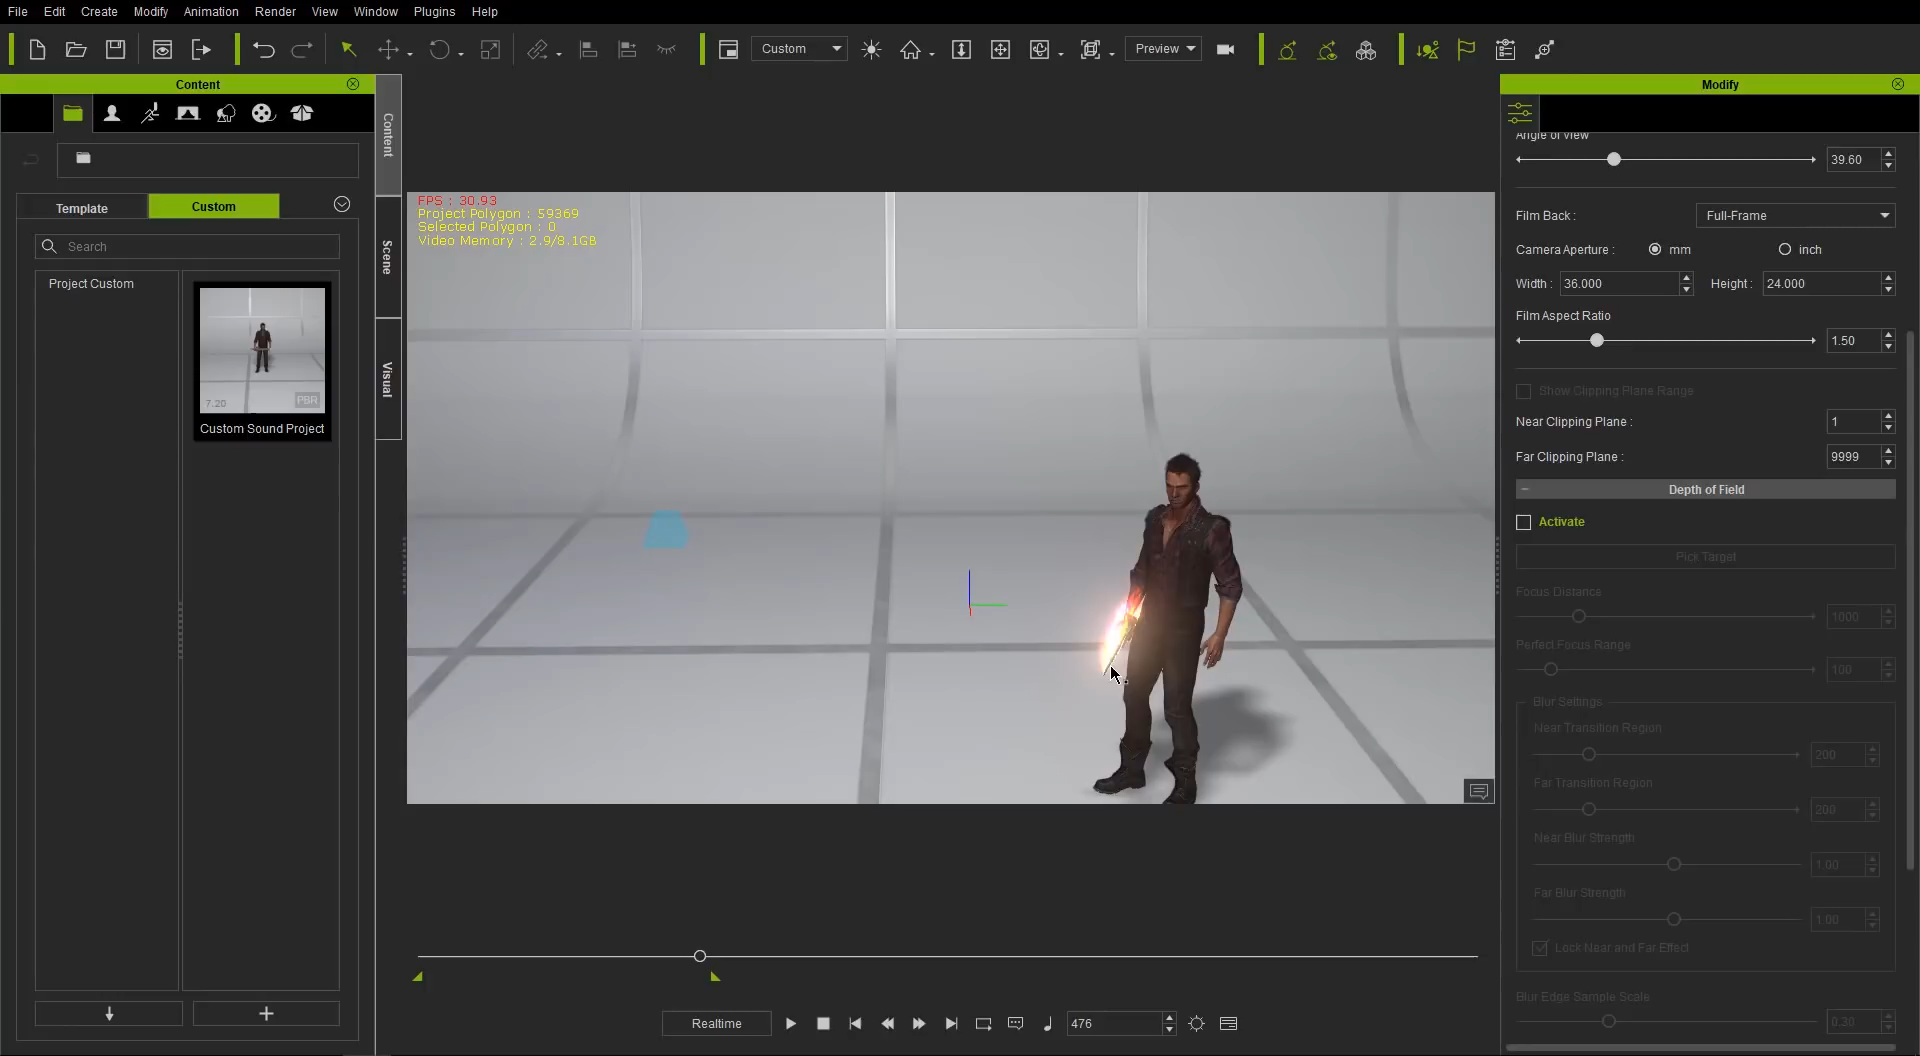 File Edit Create Modify Animation Render View Window Plugins Help
Custom
Preview
Content
Modify
Content
Scene
Visual
Template
Custom
Search
Project Custom
7.20
PBR
Custom Sound Project
FPS : 30.93
Project Polygon : 59369
Selected Polygon : 0
Video Memory : 2.9/8.1GB
Realtime
476
Angle of View
39.60
Film Back :
Full-Frame
Camera Aperture :
mm
inch
Width :
36.000
Height :
24.000
Film Aspect Ratio
1.50
Show Clipping Plane Range
Near Clipping Plane :
1
Far Clipping Plane :
9999
Depth of Field
Activate
Pick Target
Focus Distance
1000
Perfect Focus Range
100
Blur Settings
Near Transition Region
200
Far Transition Region
200
Near Blur Strength
1.00
Far Blur Strength
1.00
Lock Near and Far Effect
Blur Edge Sample Scale
0.30